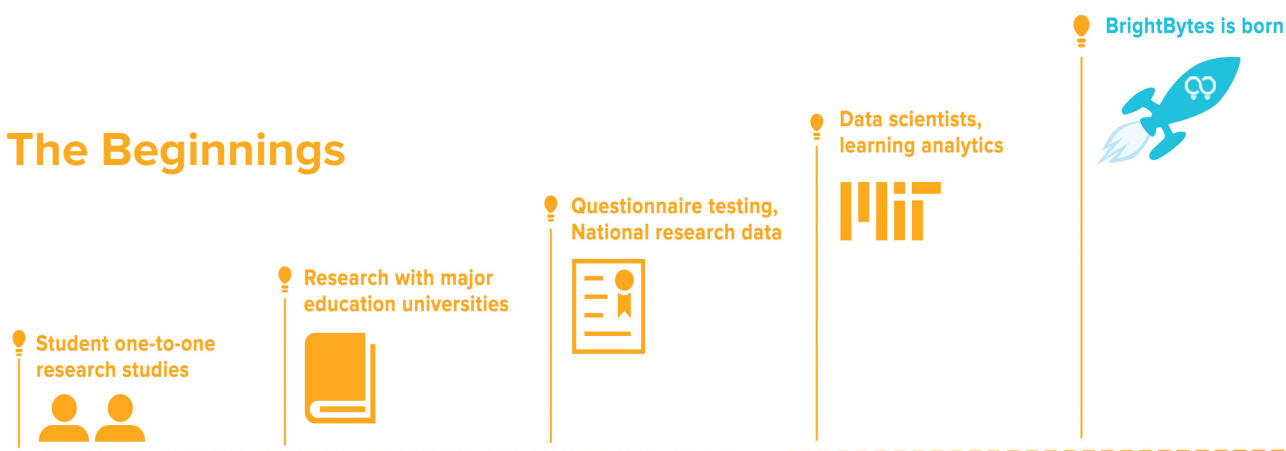 The Beginnings
Student one-to-one
research studies
Research with major
education universities
Questionnaire testing,
National research data
Data scientists,
learning analytics
MIT
BrightBytes is born